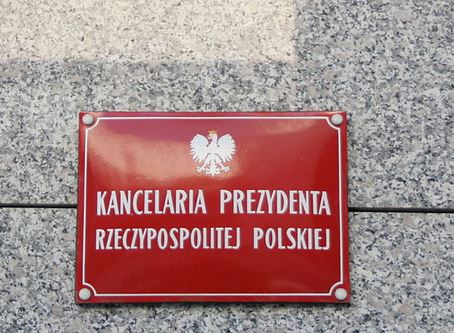 KANCELARIA PREZYDENTA
RZECZYPOSPOLITEJ POLSKIEJ